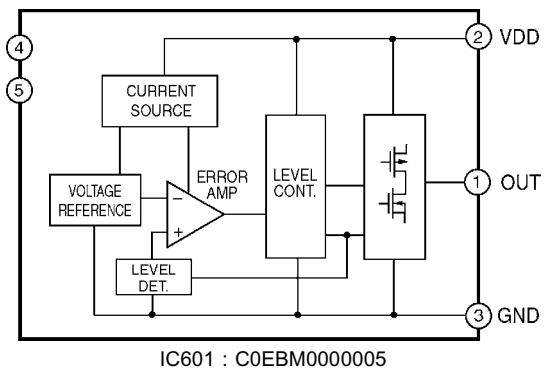 4
5
2 VDD
CURRENT
SOURCE
VOLTAGE
REFERENCE
ERROR
AMP
−
+
LEVEL
CONT.
1 OUT
LEVEL
DET.
3 GND
IC601 : C0EBM0000005